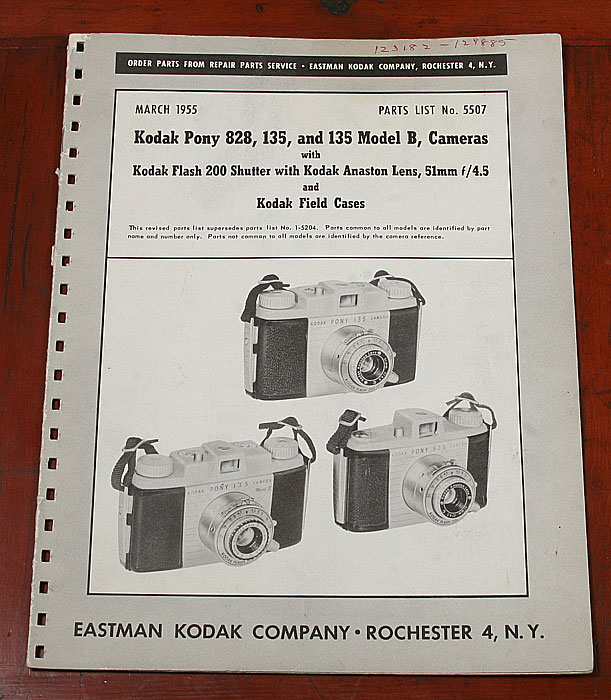 123182 - 129885
ORDER PARTS FROM REPAIR PARTS SERVICE • EASTMAN KODAK COMPANY, ROCHESTER 4, N.Y.
MARCH 1955 PARTS LIST No. 5507
Kodak Pony 828, 135, and 135 Model B, Cameras
with
Kodak Flash 200 Shutter with Kodak Anaston Lens, 51mm f/4.5
and
Kodak Field Cases
This revised parts list supersedes parts list No. 1-5204. Parts common to all models are identified by part
name and number only. Parts not common to all models are identified by the camera reference.
KODAK PONY 135 CAMERA
KODAK PONY 135 CAMERA
KODAK PONY 828
EASTMAN KODAK COMPANY • ROCHESTER 4, N.Y.